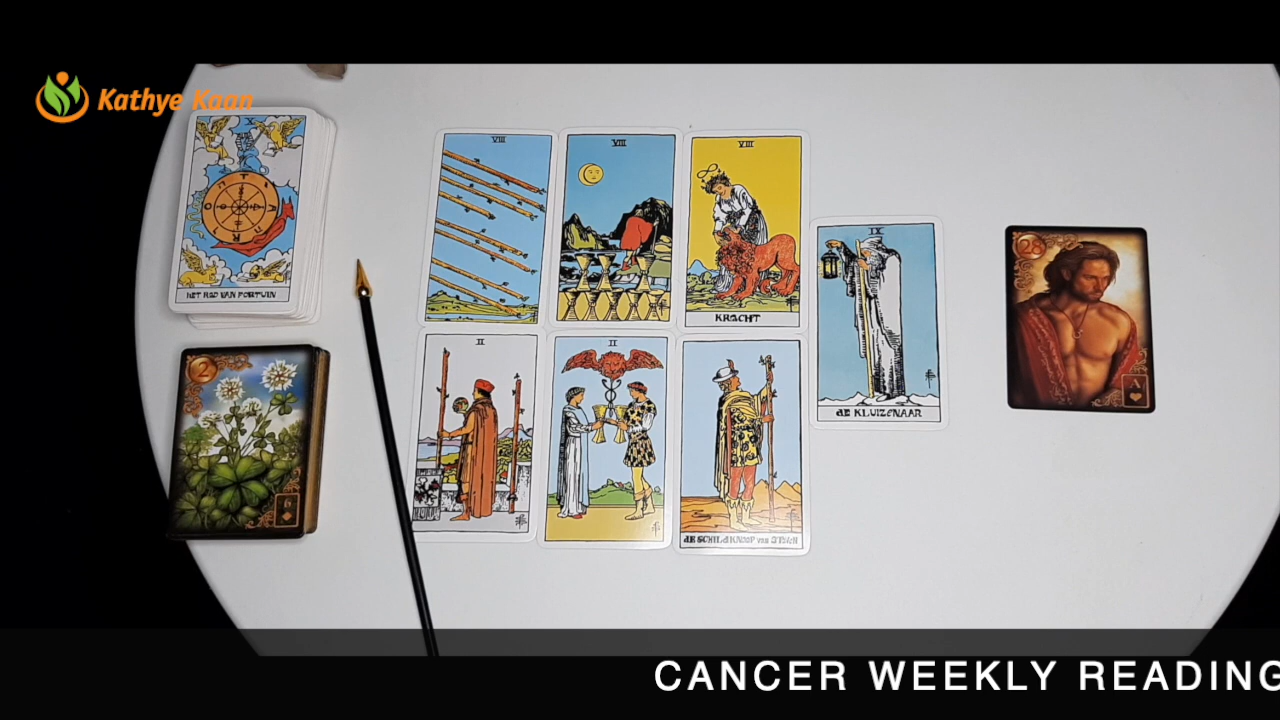 Kathye Kaan
X
HET RAD VAN FORTUIN
VIII
VIII
VIII
KRACHT
IX
DE KLUIZENAAR
28
A
2
II
II
DE SCHILDKNAAP van STAVEN
CANCER WEEKLY READING